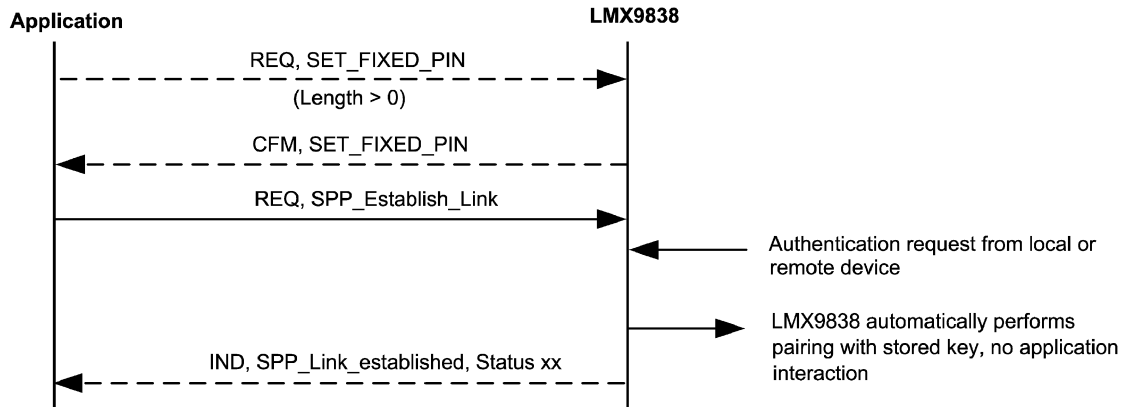 Application
LMX9838
REQ, SET_FIXED_PIN
(Length > 0)
CFM, SET_FIXED_PIN
REQ, SPP_Establish_Link
Authentication request from local or
remote device
LMX9838 automatically performs
pairing with stored key, no application
interaction
IND, SPP_Link_established, Status xx